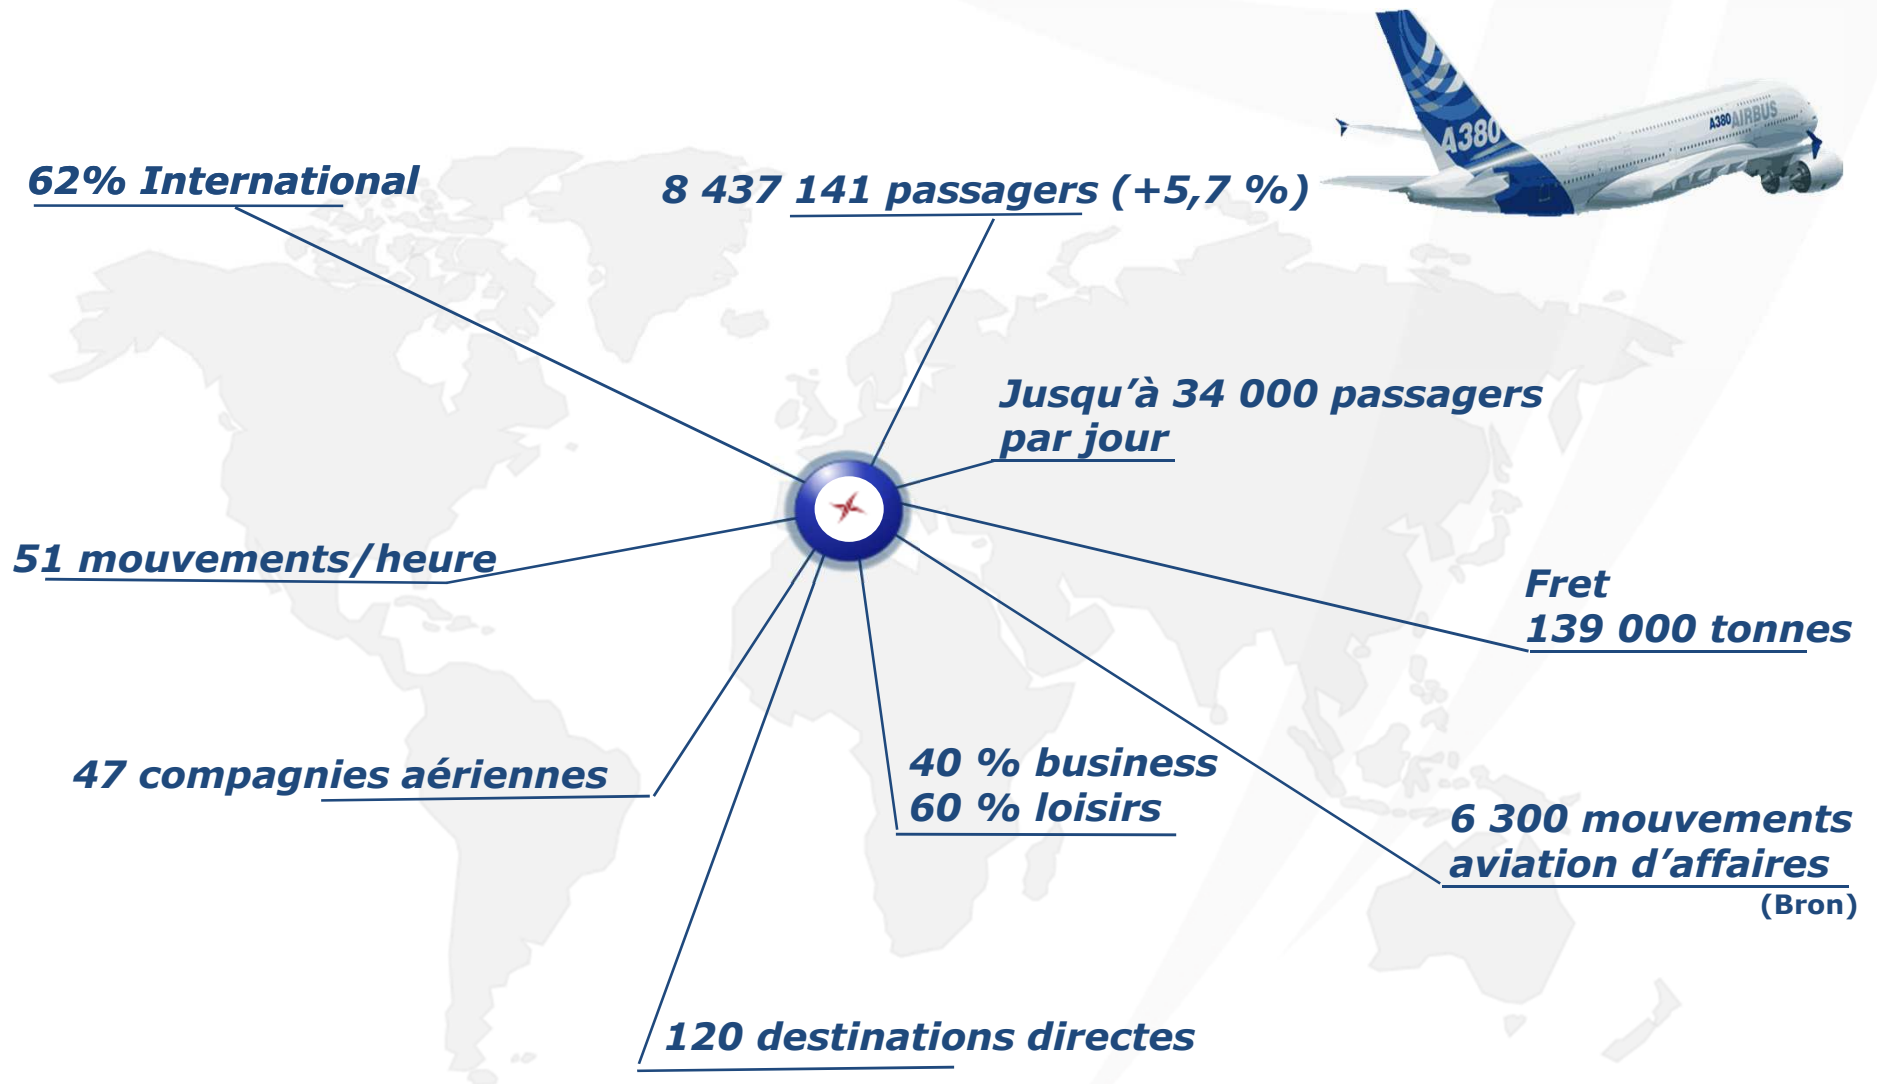 A380
A380 AIRBUS
62% International
8 437 141 passagers (+5,7 %)
Jusqu’à 34 000 passagers
par jour
51 mouvements/heure
Fret
139 000 tonnes
47 compagnies aériennes
40 % business
60 % loisirs
6 300 mouvements
aviation d’affaires
(Bron)
120 destinations directes